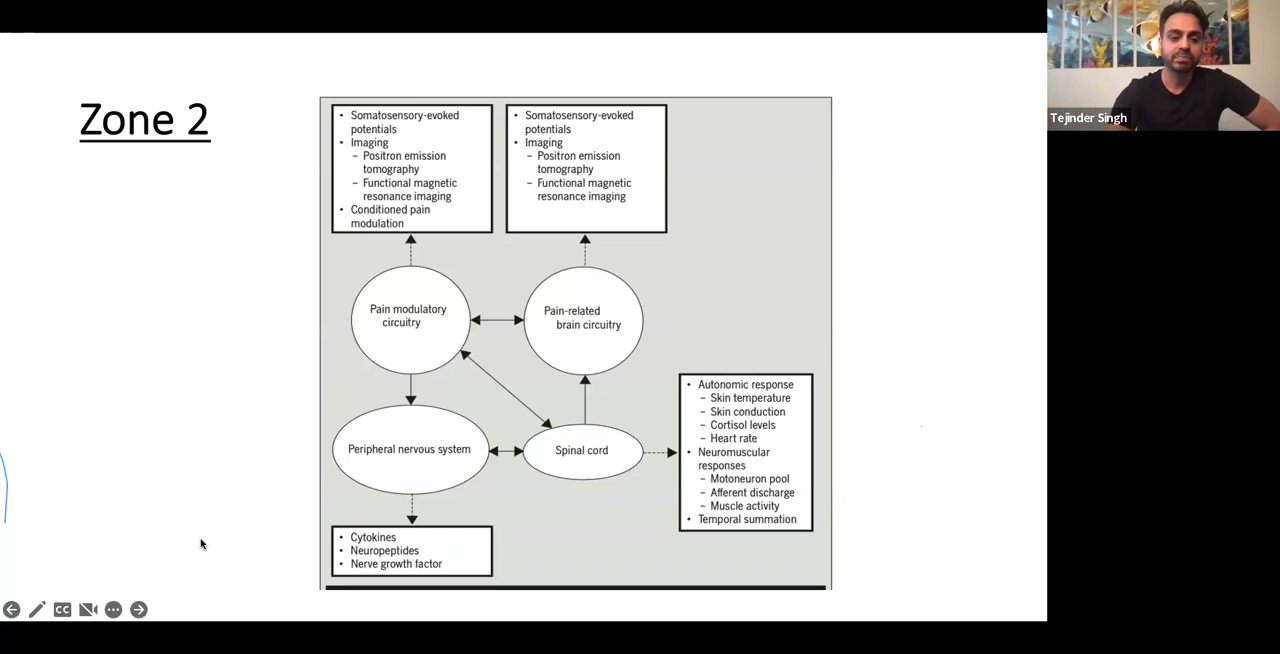 Zone 2
• Somatosensory-evoked
potentials
• Imaging
– Positron emission
tomography
– Functional magnetic
resonance imaging
• Conditioned pain
modulation
• Somatosensory-evoked
potentials
• Imaging
– Positron emission
tomography
– Functional magnetic
resonance imaging
Pain modulatory
circuitry
Pain-related
brain circuitry
Peripheral nervous system
Spinal cord
• Autonomic response
– Skin temperature
– Skin conduction
– Cortisol levels
– Heart rate
• Neuromuscular
responses
– Motoneuron pool
– Afferent discharge
– Muscle activity
• Temporal summation
• Cytokines
• Neuropeptides
• Nerve growth factor
CC
Tejinder Singh